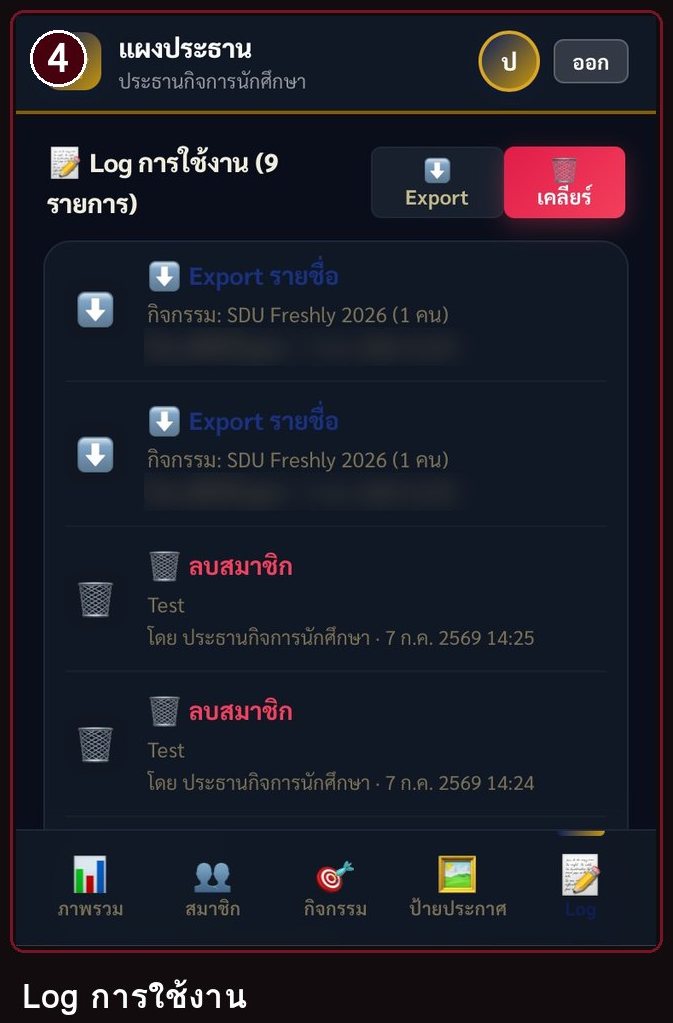 4
แผงประธาน
ประธานกิจการนักศึกษา
ป
ออก
Log การใช้งาน (9
รายการ)
Export
เคลียร์
Export รายชื่อ
กิจกรรม: SDU Freshly 2026 (1 คน)
Export รายชื่อ
กิจกรรม: SDU Freshly 2026 (1 คน)
ลบสมาชิก
Test
โดย ประธานกิจการนักศึกษา · 7 ก.ค. 2569 14:25
ลบสมาชิก
Test
โดย ประธานกิจการนักศึกษา · 7 ก.ค. 2569 14:24
ภาพรวม
สมาชิก
กิจกรรม
ป้ายประกาศ
Log
Log การใช้งาน